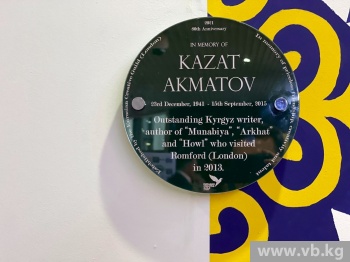 2021
80th Anniversary
IN MEMORY OF
KAZAT
AKMATOV
23rd December, 1941 - 15th September, 2015
Outstanding Kyrgyz writer,
author of "Munabiya", "Arkhat"
and "Howl" who visited
Romford (London)
in 2013.
www.vb.kg